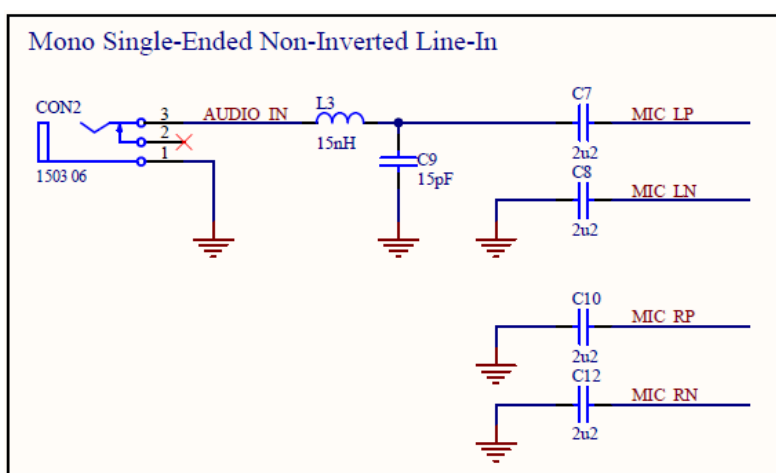 Mono Single-Ended Non-Inverted Line-In
CON2
3
2
1
1503 06
AUDIO_IN
L3
15nH
C9
15pF
C7
2u2
MIC_LP
C8
2u2
MIC_LN
C10
2u2
MIC_RP
C12
2u2
MIC_RN